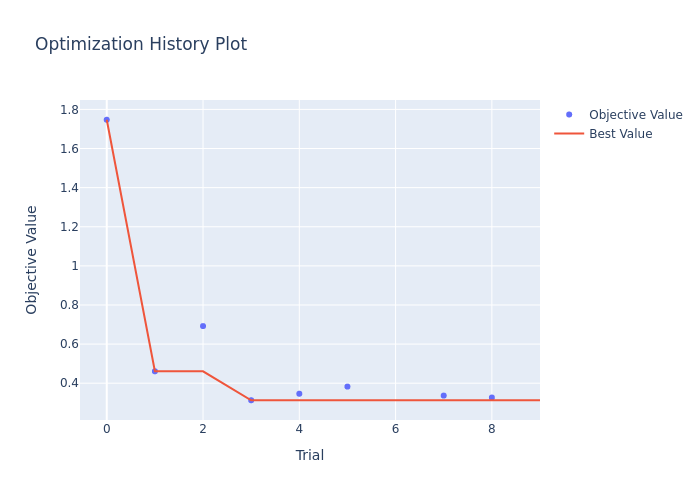 Optimization History Plot
Objective Value
Best Value
1.8
1.6
1.4
1.2
1
0.8
0.6
0.4
Objective Value
0 2 4 6 8
Trial